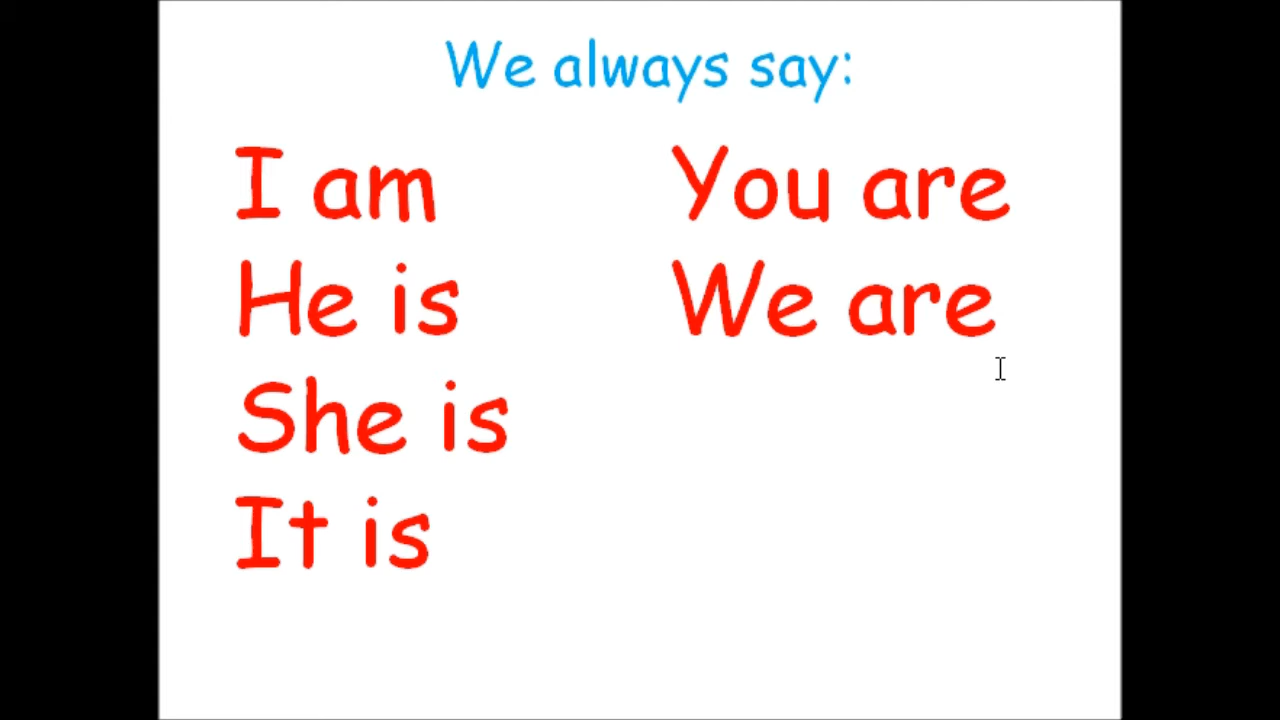 We always say:
I am
He is
She is
It is
You are
We are